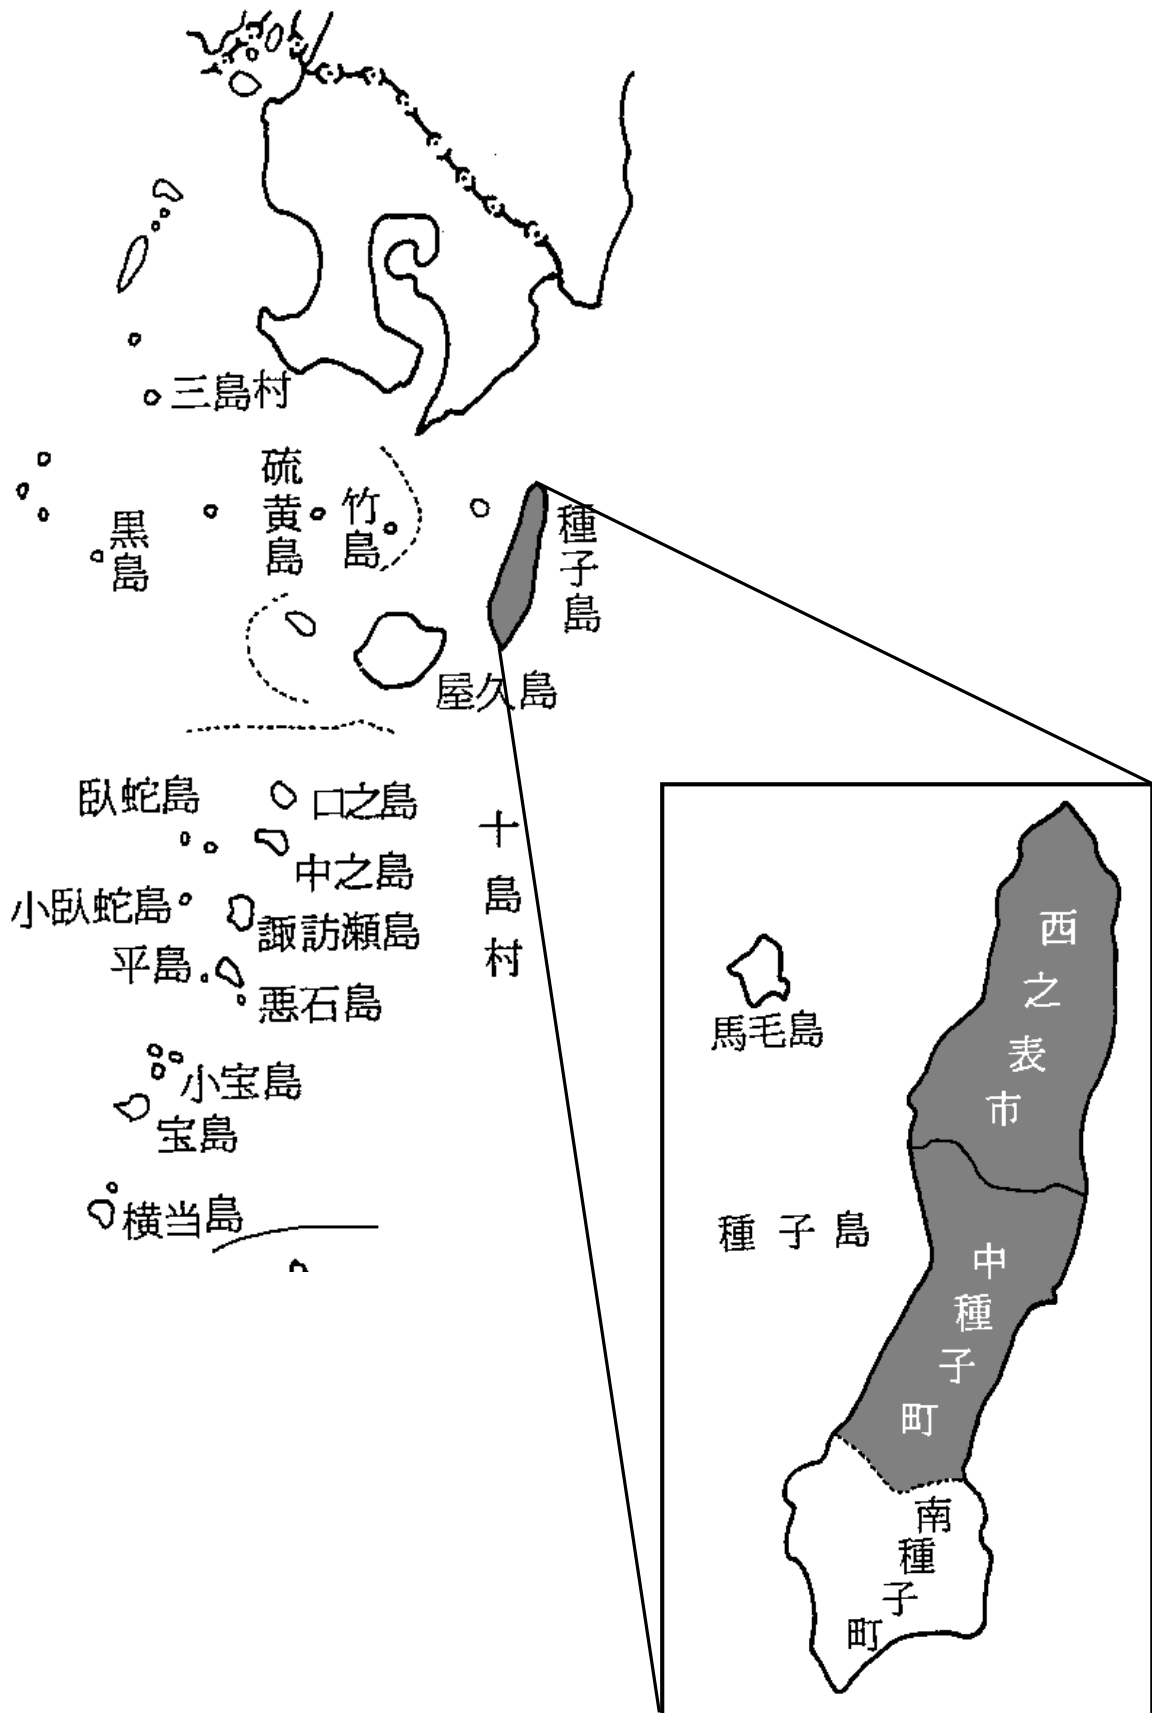 三島村
硫黄島
竹島
黒島
種子島
屋久島
臥蛇島
口之島
中之島
十島村
小臥蛇島
諏訪瀬島
平島
悪石島
小宝島
宝島
横当島
西之表市
馬毛島
種子島
中種子町
南種子町